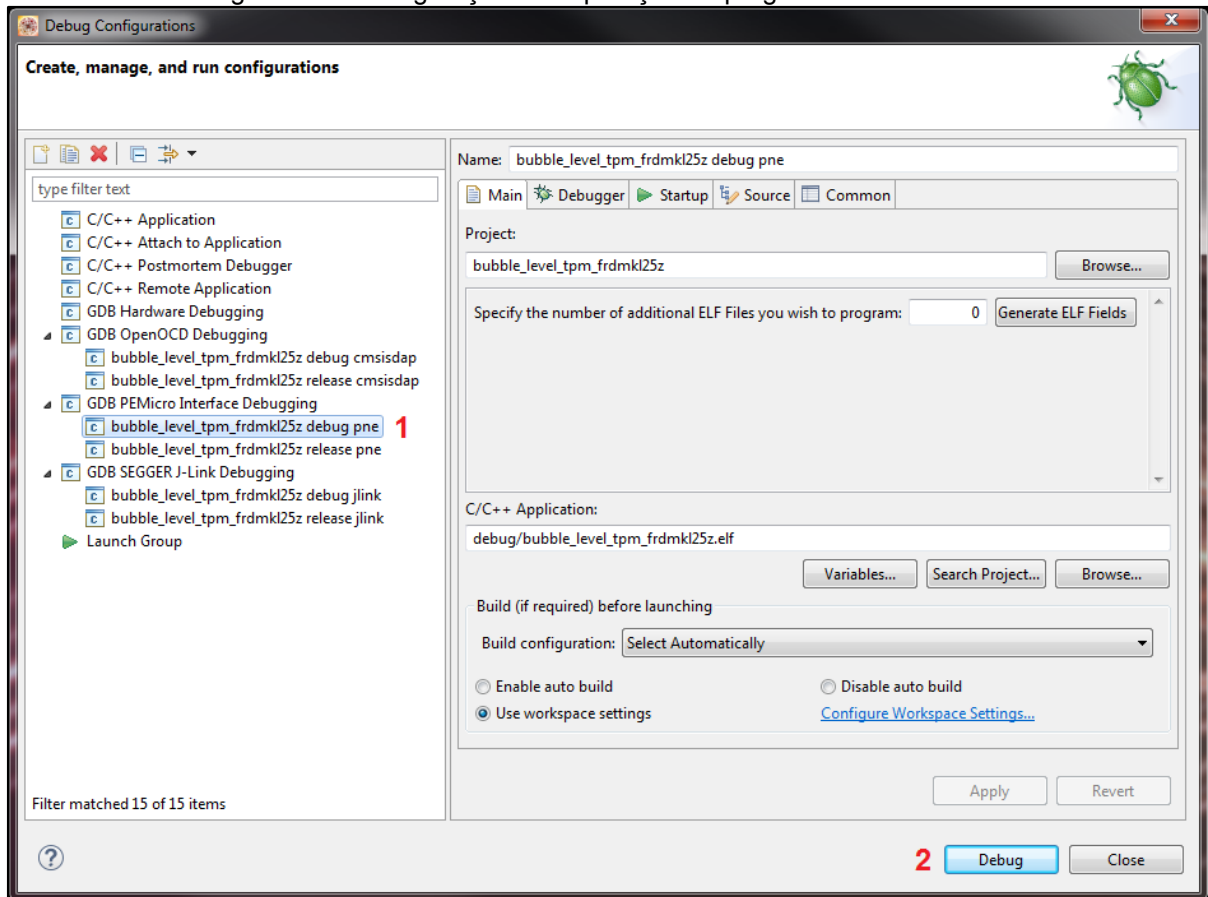 Debug Configurations
Create, manage, and run configurations
type filter text
C/C++ Application
C/C++ Attach to Application
C/C++ Postmortem Debugger
C/C++ Remote Application
GDB Hardware Debugging
GDB OpenOCD Debugging
bubble_level_tpm_frdmkl25z debug cmsisdap
bubble_level_tpm_frdmkl25z release cmsisdap
GDB PEMicro Interface Debugging
bubble_level_tpm_frdmkl25z debug pne 1
bubble_level_tpm_frdmkl25z release pne
GDB SEGGER J-Link Debugging
bubble_level_tpm_frdmkl25z debug jlink
bubble_level_tpm_frdmkl25z release jlink
Launch Group
Filter matched 15 of 15 items
Name: bubble_level_tpm_frdmkl25z debug pne
Main Debugger Startup Source Common
Project:
bubble_level_tpm_frdmkl25z Browse...
Specify the number of additional ELF Files you wish to program: 0 Generate ELF Fields
C/C++ Application:
debug/bubble_level_tpm_frdmkl25z.elf
Variables... Search Project... Browse...
Build (if required) before launching
Build configuration: Select Automatically
Enable auto build Disable auto build
Use workspace settings Configure Workspace Settings...
Apply Revert
2 Debug Close